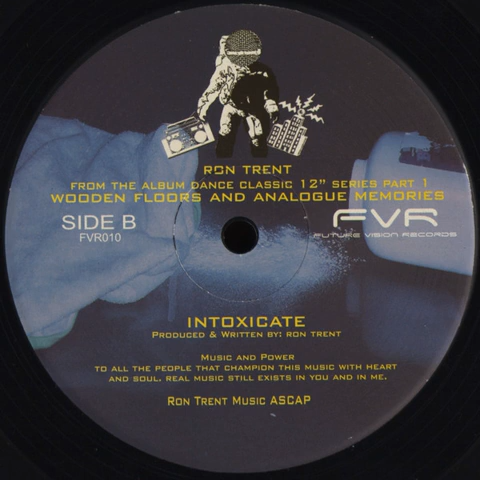 RON TRENT
FROM THE ALBUM DANCE CLASSIC 12" SERIES PART 1
WOODEN FLOORS AND ANALOGUE MEMORIES
SIDE B
FVR010
FVR
FUTURE VISION RECORDS
INTOXICATE
PRODUCED & WRITTEN BY: RON TRENT
MUSIC AND POWER
TO ALL THE PEOPLE THAT CHAMPION THIS MUSIC WITH HEART
AND SOUL. REAL MUSIC STILL EXISTS IN YOU AND IN ME.
RON TRENT MUSIC ASCAP